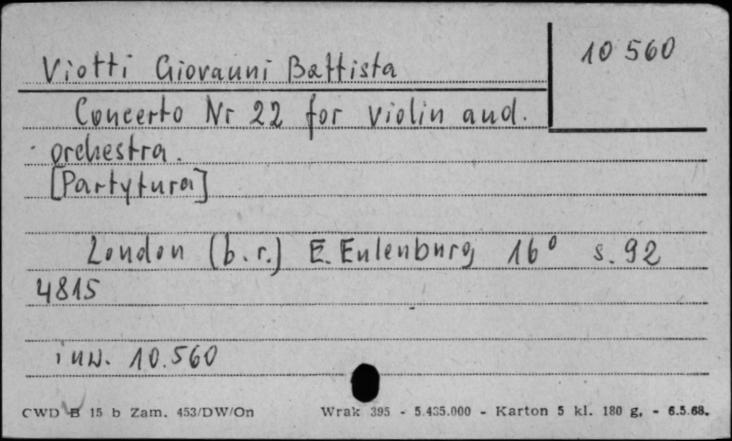 10 560
Viotti Giovanni Battista
Concerto Nr 22 for violin and.
orchestra.
[Partytura]
London (b.r.) E. Eulenburg 16° s. 92
4815
inw. 10.560
CWD B 15 b Zam. 453/DW/On Wrak 395 - 5.435.000 - Karton 5 kl. 180 g. - 6.5.68.